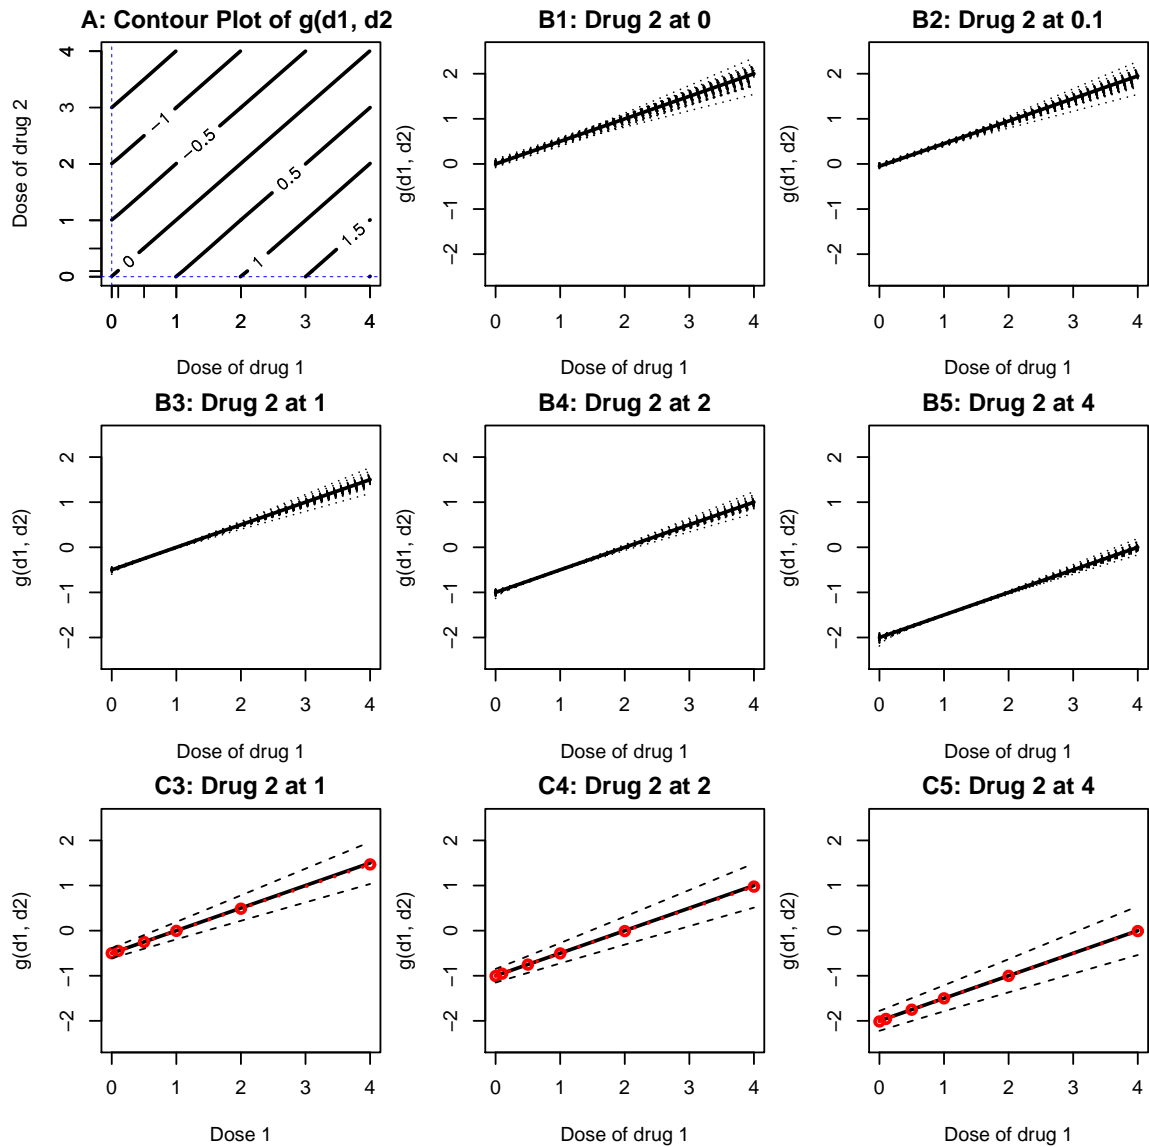 A: Contour Plot of g(d1, d2
Dose of drug 2
0 1 2 3 4
−1
−0.5
0
0.5
1
1.5
0 1 2 3 4
Dose of drug 1
B1: Drug 2 at 0
g(d1, d2)
−2 −1 0 1 2
0 1 2 3 4
Dose of drug 1
B2: Drug 2 at 0.1
g(d1, d2)
−2 −1 0 1 2
0 1 2 3 4
Dose of drug 1
B3: Drug 2 at 1
g(d1, d2)
−2 −1 0 1 2
0 1 2 3 4
Dose of drug 1
B4: Drug 2 at 2
g(d1, d2)
−2 −1 0 1 2
0 1 2 3 4
Dose of drug 1
B5: Drug 2 at 4
g(d1, d2)
−2 −1 0 1 2
0 1 2 3 4
Dose of drug 1
C3: Drug 2 at 1
g(d1, d2)
−2 −1 0 1 2
0 1 2 3 4
Dose 1
C4: Drug 2 at 2
g(d1, d2)
−2 −1 0 1 2
0 1 2 3 4
Dose of drug 1
C5: Drug 2 at 4
g(d1, d2)
−2 −1 0 1 2
0 1 2 3 4
Dose of drug 1